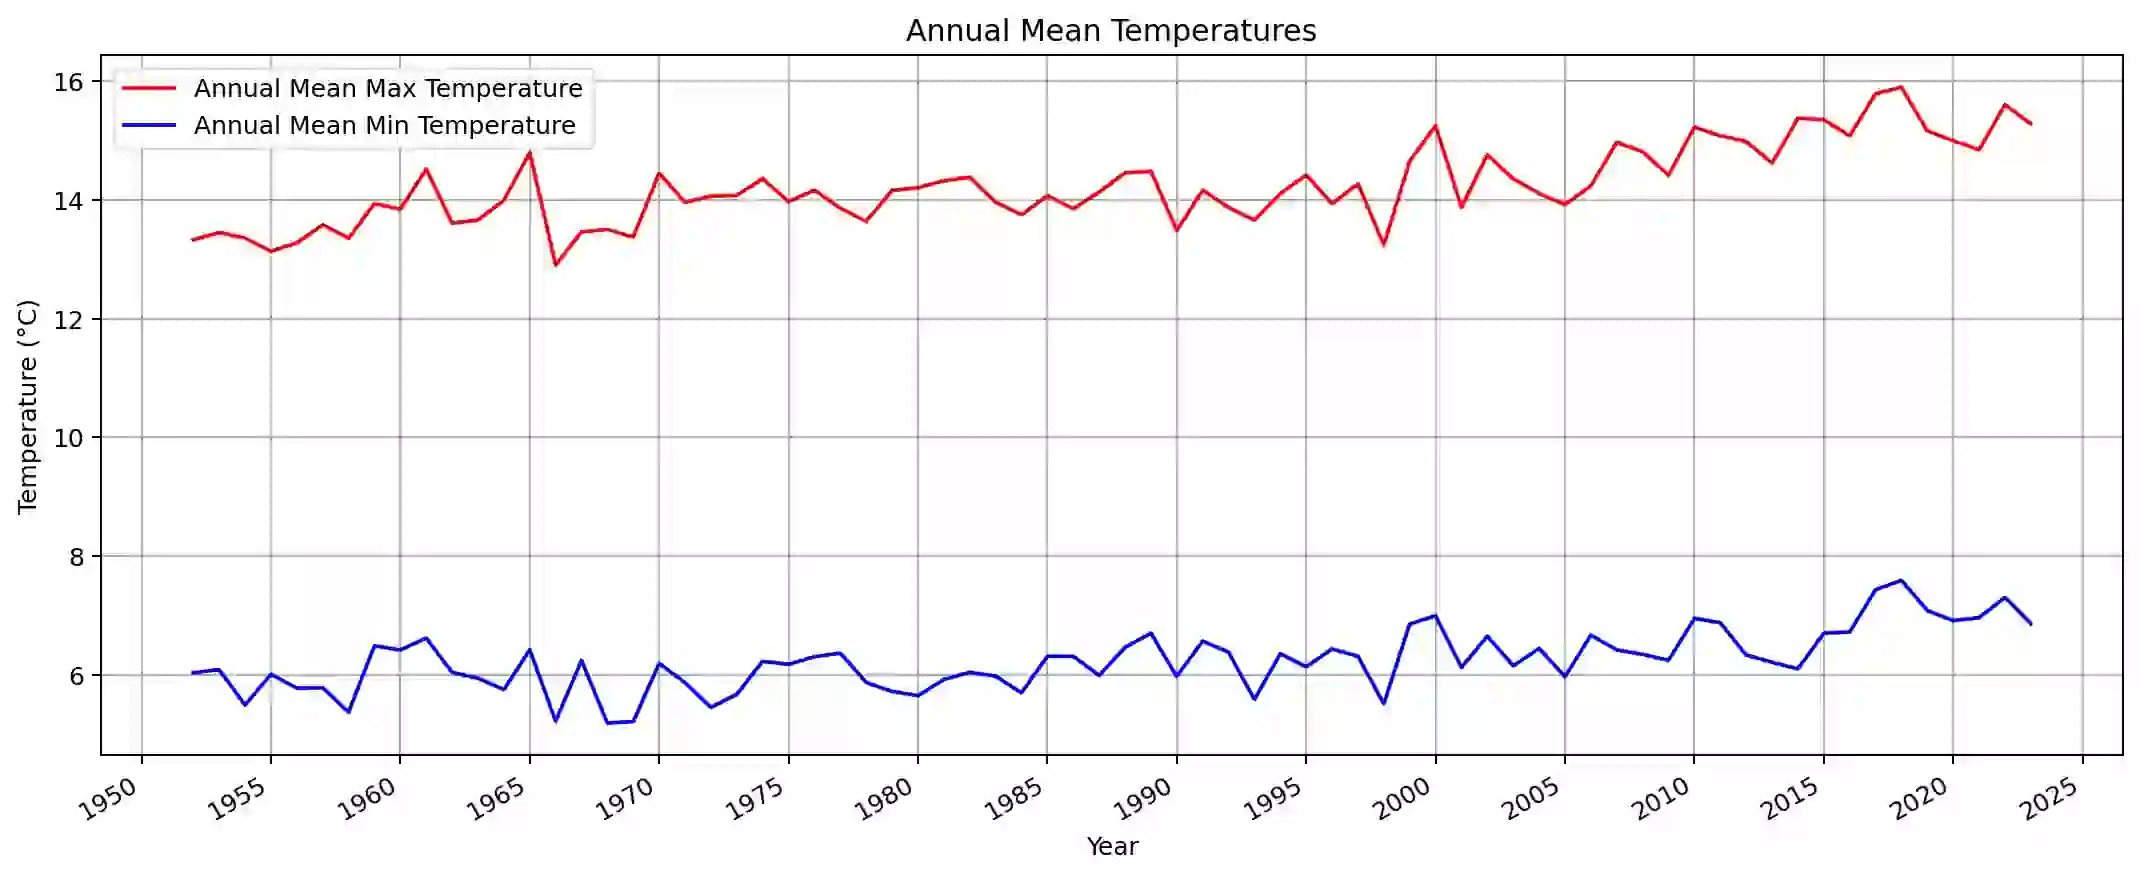 Annual Mean Temperatures
16
Annual Mean Max Temperature
Annual Mean Min Temperature
14
12
10
8
6
Temperature (°C)
1950 1955 1960 1965 1970 1975 1980 1985 1990 1995 2000 2005 2010 2015 2020 2025
Year